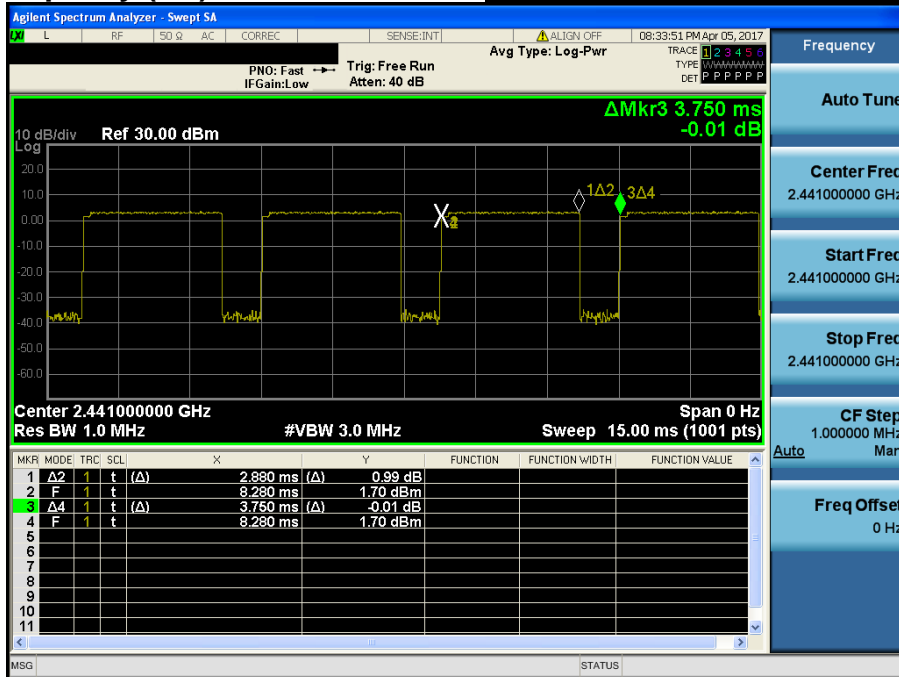 Agilent Spectrum Analyzer - Swept SA
LXI L RF 50 Ω AC CORREC SENSE:INT ALIGN OFF 08:33:51 PM Apr 05, 2017
Avg Type: Log-Pwr TRACE 1 2 3 4 5 6
PNO: Fast Trig: Free Run TYPE
IFGain:Low Atten: 40 dB DET P P P P P P
ΔMkr3 3.750 ms
-0.01 dB
10 dB/div Ref 30.00 dBm
Log
20.0
10.0
0.00
-10.0
-20.0
-30.0
-40.0
-50.0
-60.0
1Δ2 3Δ4
X
Center 2.441000000 GHz Span 0 Hz
Res BW 1.0 MHz #VBW 3.0 MHz Sweep 15.00 ms (1001 pts)
MKR MODE TRC SCL X Y FUNCTION FUNCTION WIDTH FUNCTION VALUE
1 Δ2 1 t (Δ) 2.880 ms (Δ) 0.99 dB
2 F 1 t 8.280 ms 1.70 dBm
3 Δ4 1 t (Δ) 3.750 ms (Δ) -0.01 dB
4 F 1 t 8.280 ms 1.70 dBm
5
6
7
8
9
10
11
MSG STATUS
Frequency
Auto Tune
Center Freq
2.441000000 GHz
Start Freq
2.441000000 GHz
Stop Freq
2.441000000 GHz
CF Step
1.000000 MHz
Auto Man
Freq Offset
0 Hz